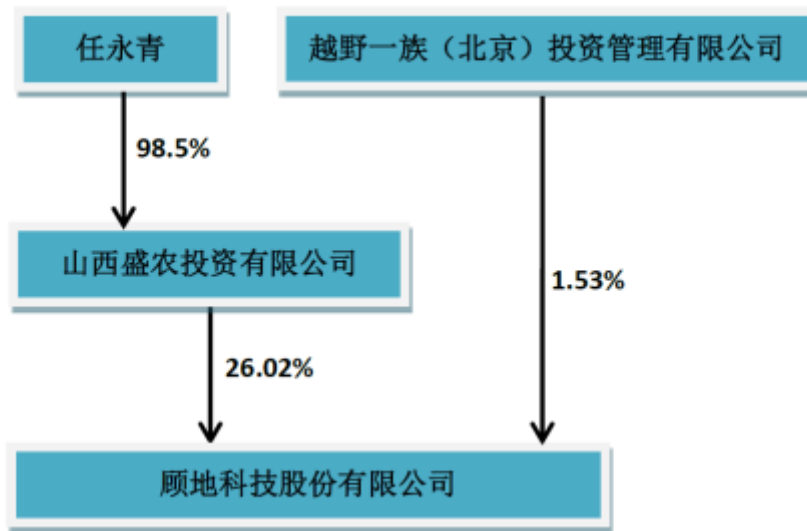 任永青
越野一族（北京）投资管理有限公司
98.5%
山西盛农投资有限公司
1.53%
26.02%
顾地科技股份有限公司